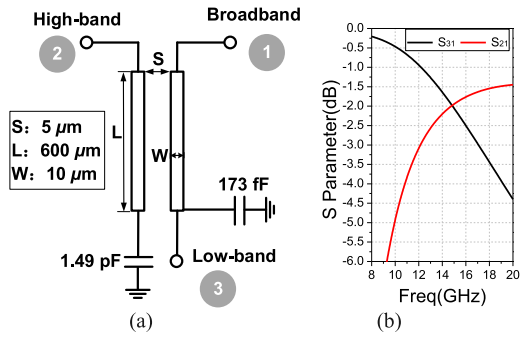 High-band
Broadband
2
S
1
S: 5 µm
L: 600 µm
W: 10 µm
L
W
173 fF
1.49 pF
Low-band
3
(a)
S31 S21
S Parameter(dB)
0.0
-0.5
-1.0
-1.5
-2.0
-2.5
-3.0
-3.5
-4.0
-4.5
-5.0
-5.5
-6.0
8 10 12 14 16 18 20
Freq(GHz)
(b)